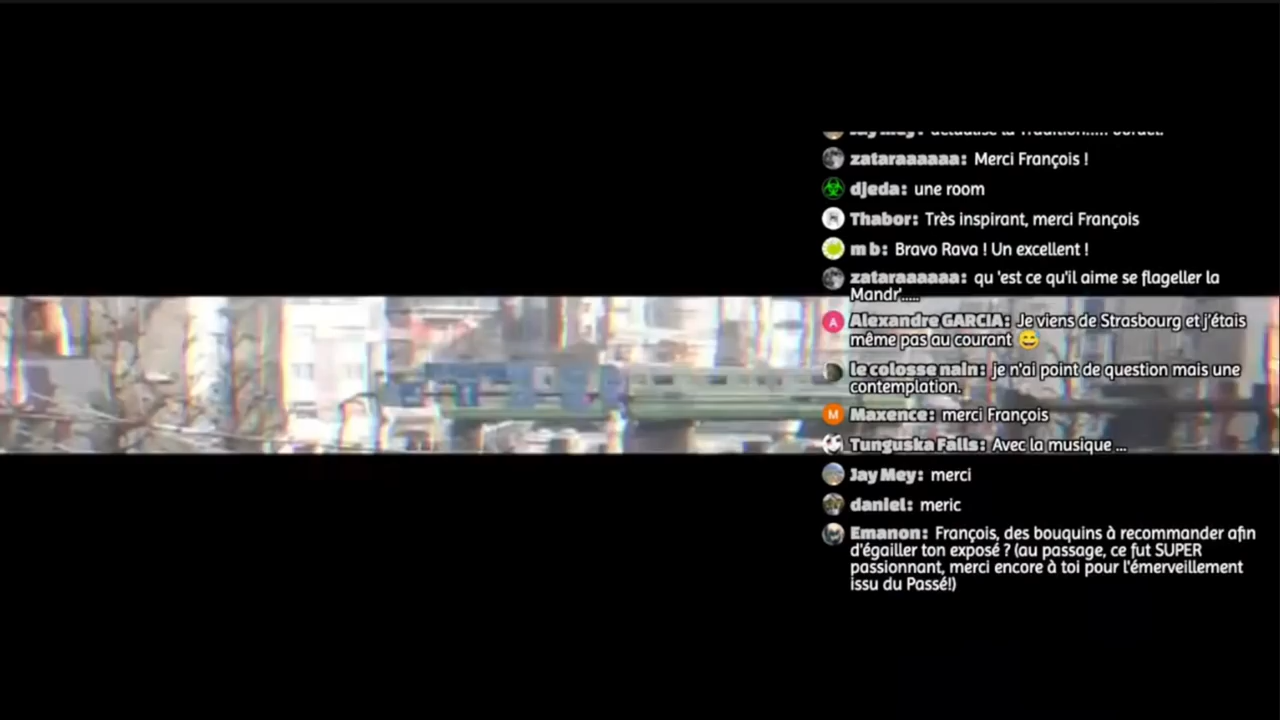 zataraaaaaa: Merci François !
djeda: une room
Thabor: Très inspirant, merci François
m b: Bravo Rava ! Un excellent !
zataraaaaaa: qu 'est ce qu'il aime se flageller la
Mandr'.....
A Alexandre GARCIA: Je viens de Strasbourg et j'étais
même pas au courant 😅
le colosse nain: je n'ai point de question mais une
contemplation.
M Maxence: merci François
Tunguska Falls: Avec la musique ...
Jay Mey: merci
daniel: meric
Emanon: François, des bouquins à recommander afin
d'égailler ton exposé ? (au passage, ce fut SUPER
passionnant, merci encore à toi pour l'émerveillement
issu du Passé!)